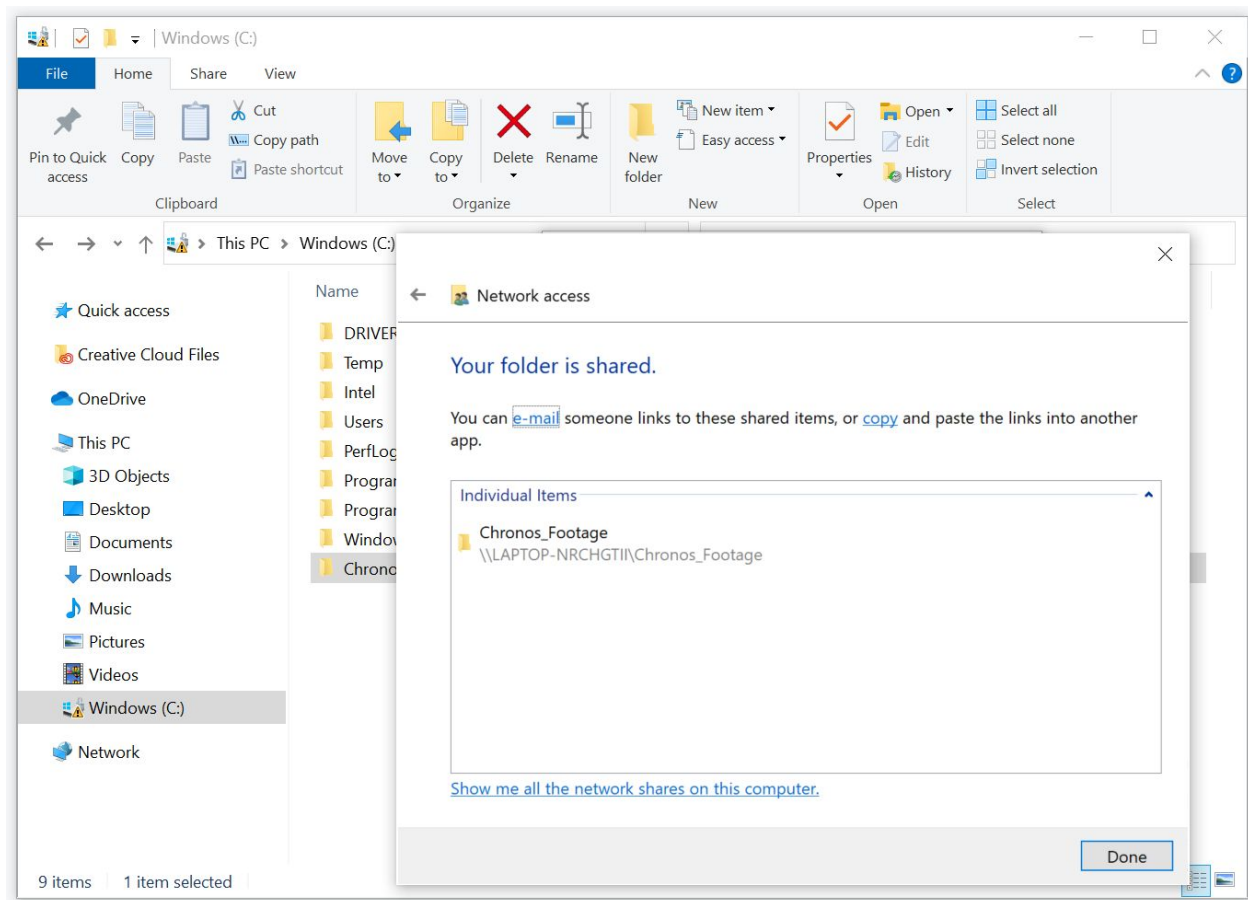 Windows (C:)
File Home Share View
Pin to Quick access
Copy
Paste
Cut
Copy path
Paste shortcut
Move to
Copy to
Delete
Rename
New folder
New item
Easy access
Properties
Open
Edit
History
Select all
Select none
Invert selection
Clipboard Organize New Open Select
This PC Windows (C:)
Quick access
Creative Cloud Files
OneDrive
This PC
3D Objects
Desktop
Documents
Downloads
Music
Pictures
Videos
Windows (C:)
Network
Name
DRIVER
Temp
Intel
Users
PerfLog
Program
Program
Window
Chrono
Network access
Your folder is shared.
You can e-mail someone links to these shared items, or copy and paste the links into another
app.
Individual Items
Chronos_Footage
\\LAPTOP-NRCHGTII\Chronos_Footage
Show me all the network shares on this computer.
Done
9 items 1 item selected